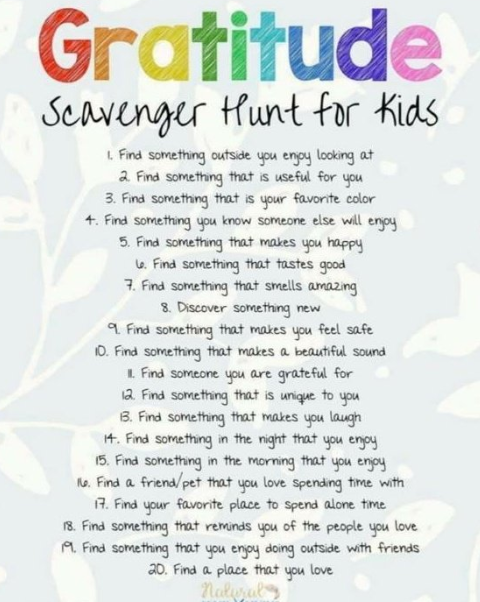 Gratitude
Scavenger Hunt for Kids
1. Find something outside you enjoy looking at
2. Find something that is useful for you
3. Find something that is your favorite color
4. Find something you know someone else will enjoy
5. Find something that makes you happy
6. Find something that tastes good
7. Find something that smells amazing
8. Discover something new
9. Find something that makes you feel safe
10. Find something that makes a beautiful sound
11. Find someone you are grateful for
12. Find something that is unique to you
13. Find something that makes you laugh
14. Find something in the night that you enjoy
15. Find something in the morning that you enjoy
16. Find a friend/pet that you love spending time with
17. Find your favorite place to spend alone time
18. Find something that reminds you of the people you love
19. Find something that you enjoy doing outside with friends
20. Find a place that you love
Natural